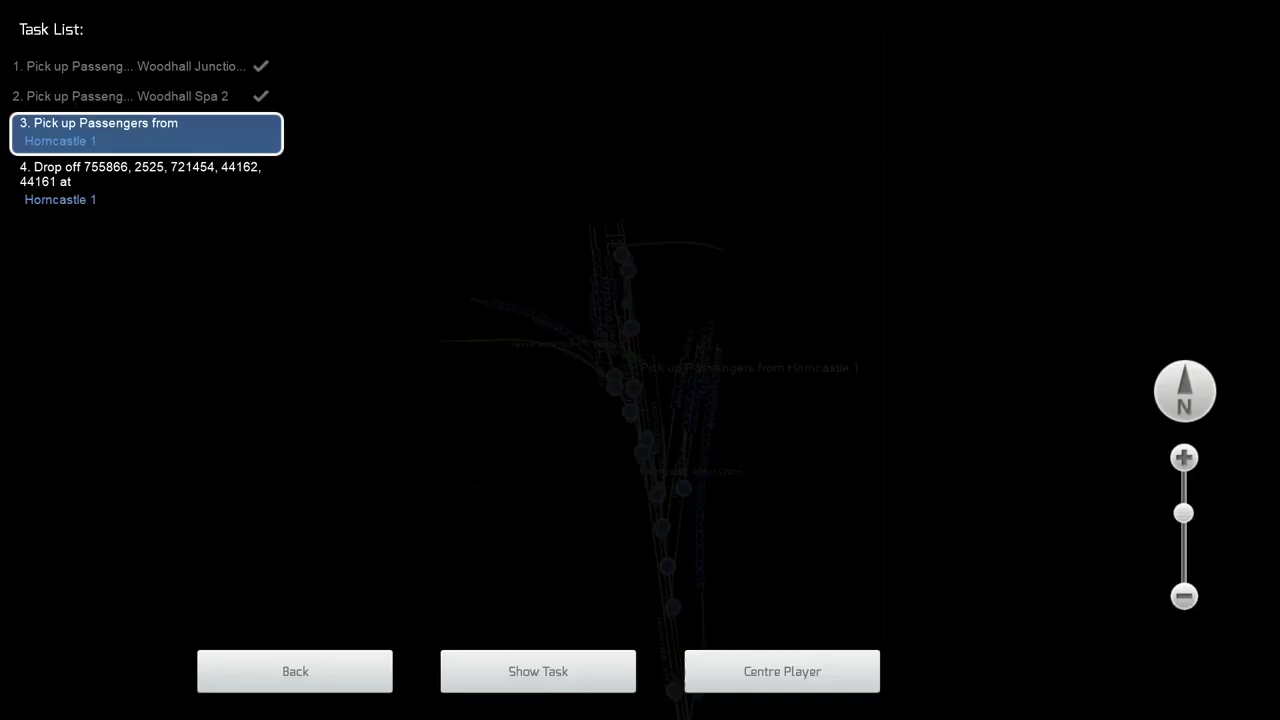 Task List:
1. Pick up Passeng... Woodhall Junctio...
2. Pick up Passeng... Woodhall Spa 2
3. Pick up Passengers from
Horncastle 1
4. Drop off 755866, 2525, 721454, 44162,
44161 at
Horncastle 1
Pick up Passengers from Horncastle 1
N
Back
Show Task
Centre Player